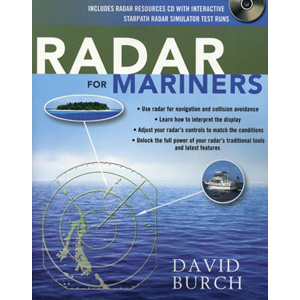 INCLUDES RADAR RESOURCES CD WITH INTERACTIVE
STARPATH RADAR SIMULATOR TEST RUNS
RADAR
FOR MARINERS
• Use radar for navigation and collision avoidance
• Learn how to interpret the display
• Adjust your radar's controls to match the conditions
• Unlock the full power of your radar's traditional tools
and latest features
DAVID
BURCH